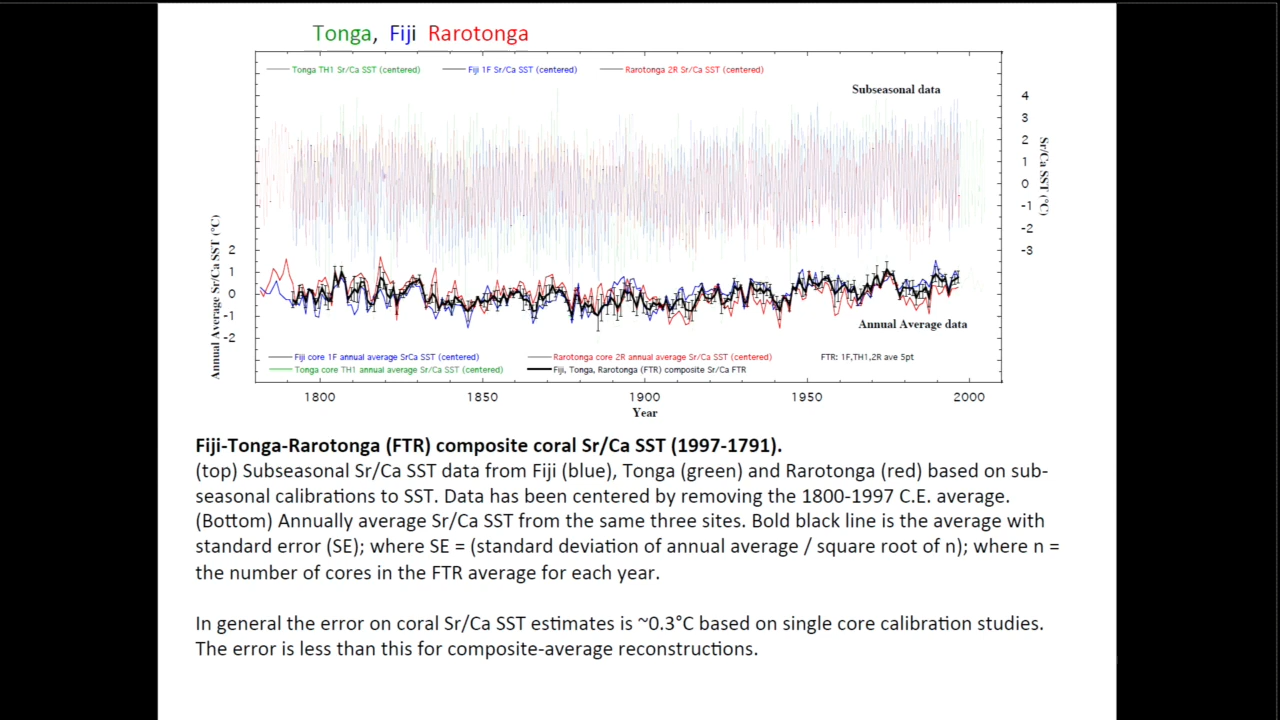 Tonga, Fiji Rarotonga
Tonga TH1 Sr/Ca SST (centered)
Fiji 1F Sr/Ca SST (centered)
Rarotonga 2R Sr/Ca SST (centered)
Subseasonal data
4
3
2
1
0
-1
-2
-3
Sr/Ca SST (°C)
Annual Average Sr/Ca SST (°C)
2
1
0
-1
-2
Annual Average data
Fiji core 1F annual average SrCa SST (centered)
Rarotonga core 2R annual average Sr/Ca SST (centered)
FTR: 1F,TH1,2R ave 5pt
Tonga core TH1 annual average Sr/Ca SST (centered)
Fiji, Tonga, Rarotonga (FTR) composite Sr/Ca FTR
1800 1850 1900 1950 2000
Year
Fiji-Tonga-Rarotonga (FTR) composite coral Sr/Ca SST (1997-1791).
(top) Subseasonal Sr/Ca SST data from Fiji (blue), Tonga (green) and Rarotonga (red) based on sub-
seasonal calibrations to SST. Data has been centered by removing the 1800-1997 C.E. average.
(Bottom) Annually average Sr/Ca SST from the same three sites. Bold black line is the average with
standard error (SE); where SE = (standard deviation of annual average / square root of n); where n =
the number of cores in the FTR average for each year.
In general the error on coral Sr/Ca SST estimates is ~0.3°C based on single core calibration studies.
The error is less than this for composite-average reconstructions.